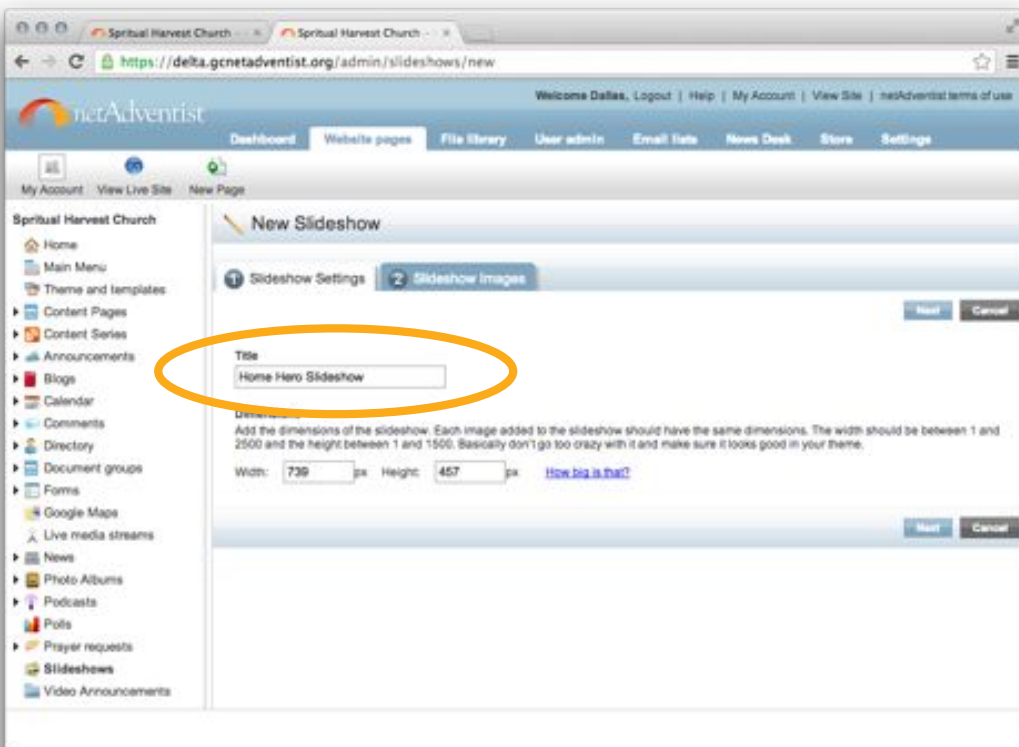 Spritual Harvest Church - Spritual Harvest Church -
https://delta.gcnetadventist.org/admin/slideshows/new
Welcome Dallas, Logout | Help | My Account | View Site | netAdventist terms of use
netAdventist
Dashboard Website pages File library User admin Email lists News Desk Store Settings
My Account View Live Site New Page
Spritual Harvest Church
Home
Main Menu
Theme and templates
Content Pages
Content Series
Announcements
Blogs
Calendar
Comments
Directory
Document groups
Forms
Google Maps
Live media streams
News
Photo Albums
Podcasts
Polls
Prayer requests
Slideshows
Video Announcements
New Slideshow
1 Slideshow Settings 2 Slideshow Images
Next Cancel
Title
Home Hero Slideshow
Dimensions
Add the dimensions of the slideshow. Each image added to the slideshow should have the same dimensions. The width should be between 1 and
2500 and the height between 1 and 1500. Basically don't go too crazy with it and make sure it looks good in your theme.
Width: 739 px Height: 457 px How big is that?
Next Cancel